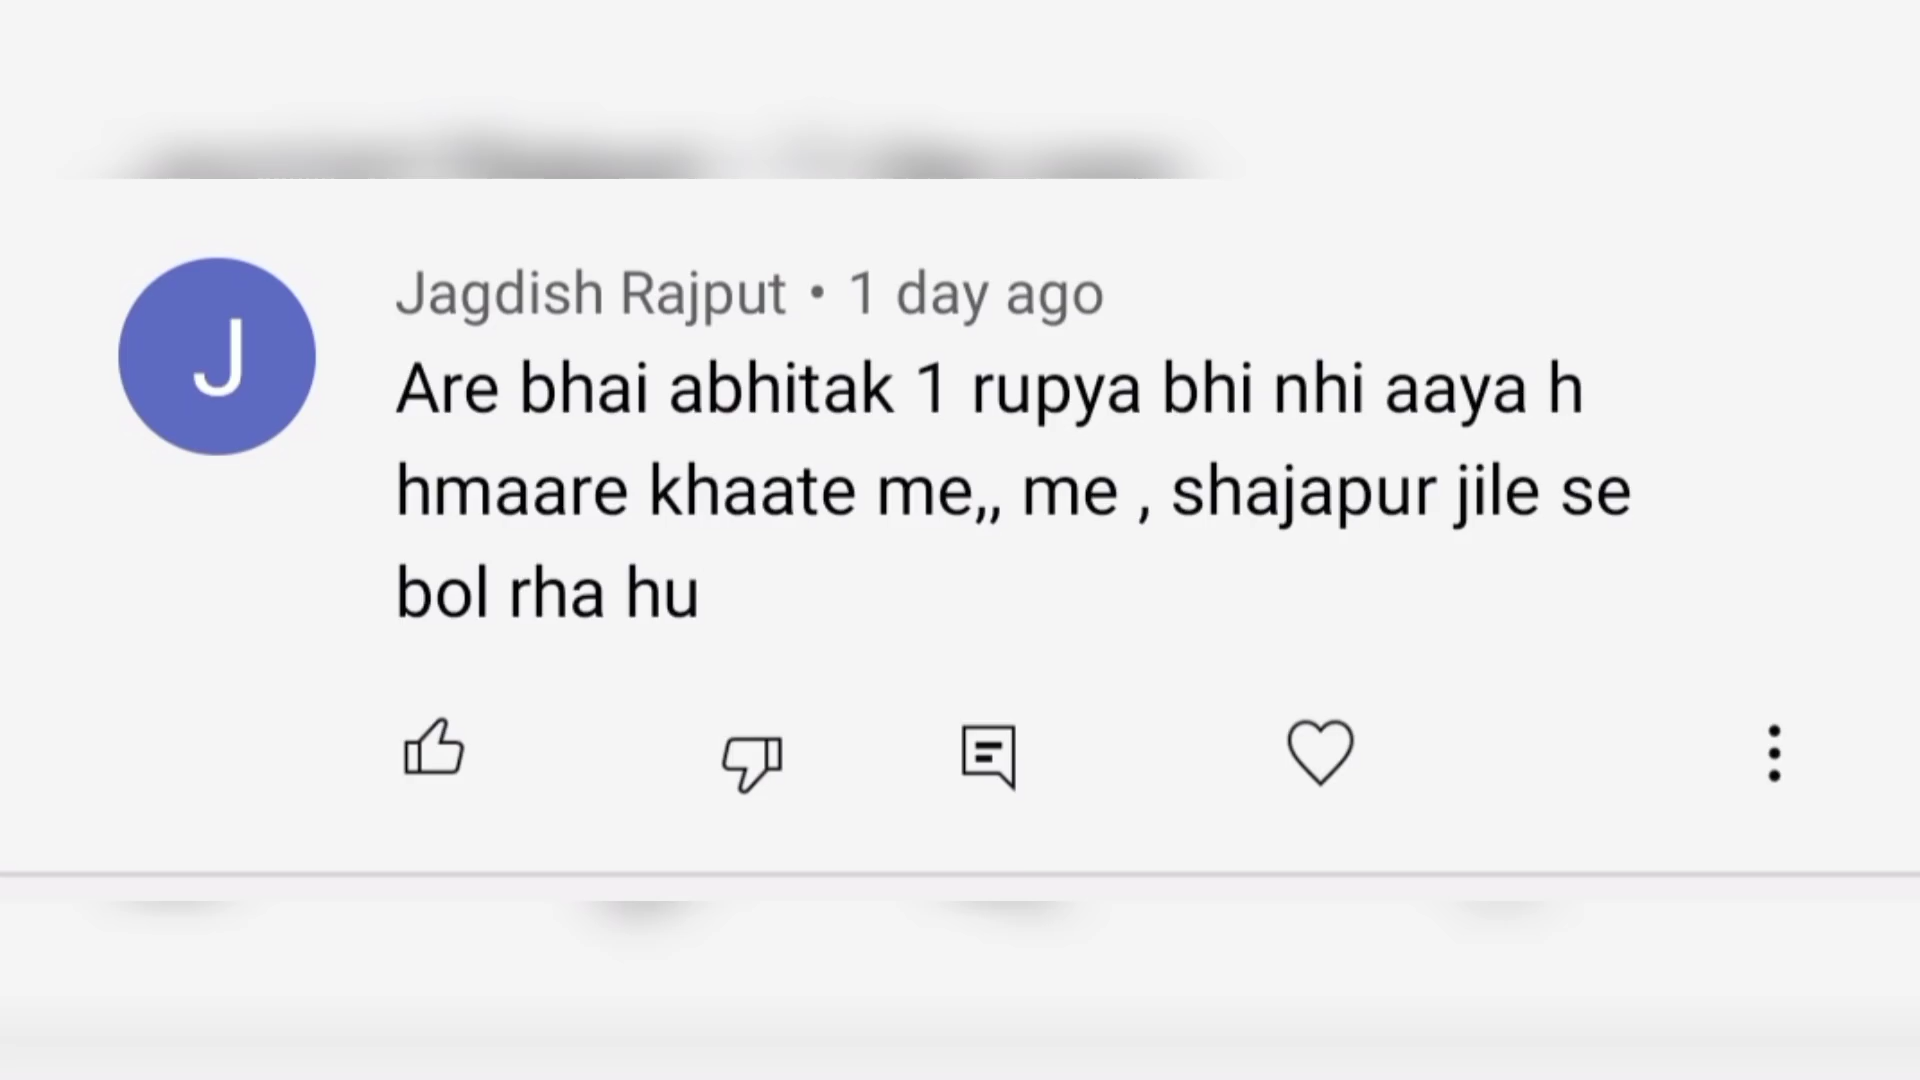 J
Jagdish Rajput • 1 day ago
Are bhai abhitak 1 rupya bhi nhi aaya h
hmaare khaate me,, me , shajapur jile se
bol rha hu